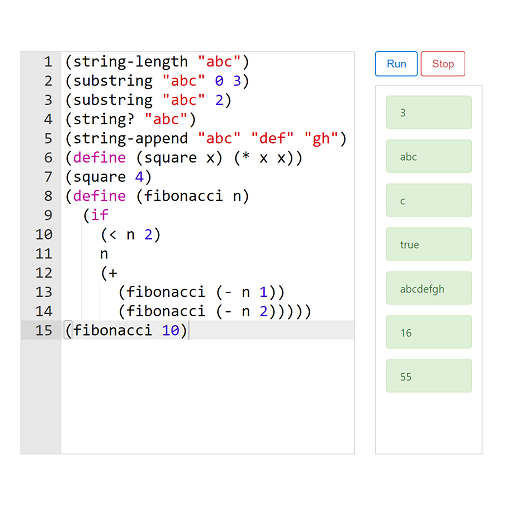 1 (string-length "abc")
2 (substring "abc" 0 3)
3 (substring "abc" 2)
4 (string? "abc")
5 (string-append "abc" "def" "gh")
6 (define (square x) (* x x))
7 (square 4)
8 (define (fibonacci n)
9   (if
10     (< n 2)
11     n
12     (+
13       (fibonacci (- n 1))
14       (fibonacci (- n 2)))))
15 (fibonacci 10)
Run Stop
3
abc
c
true
abcdefgh
16
55